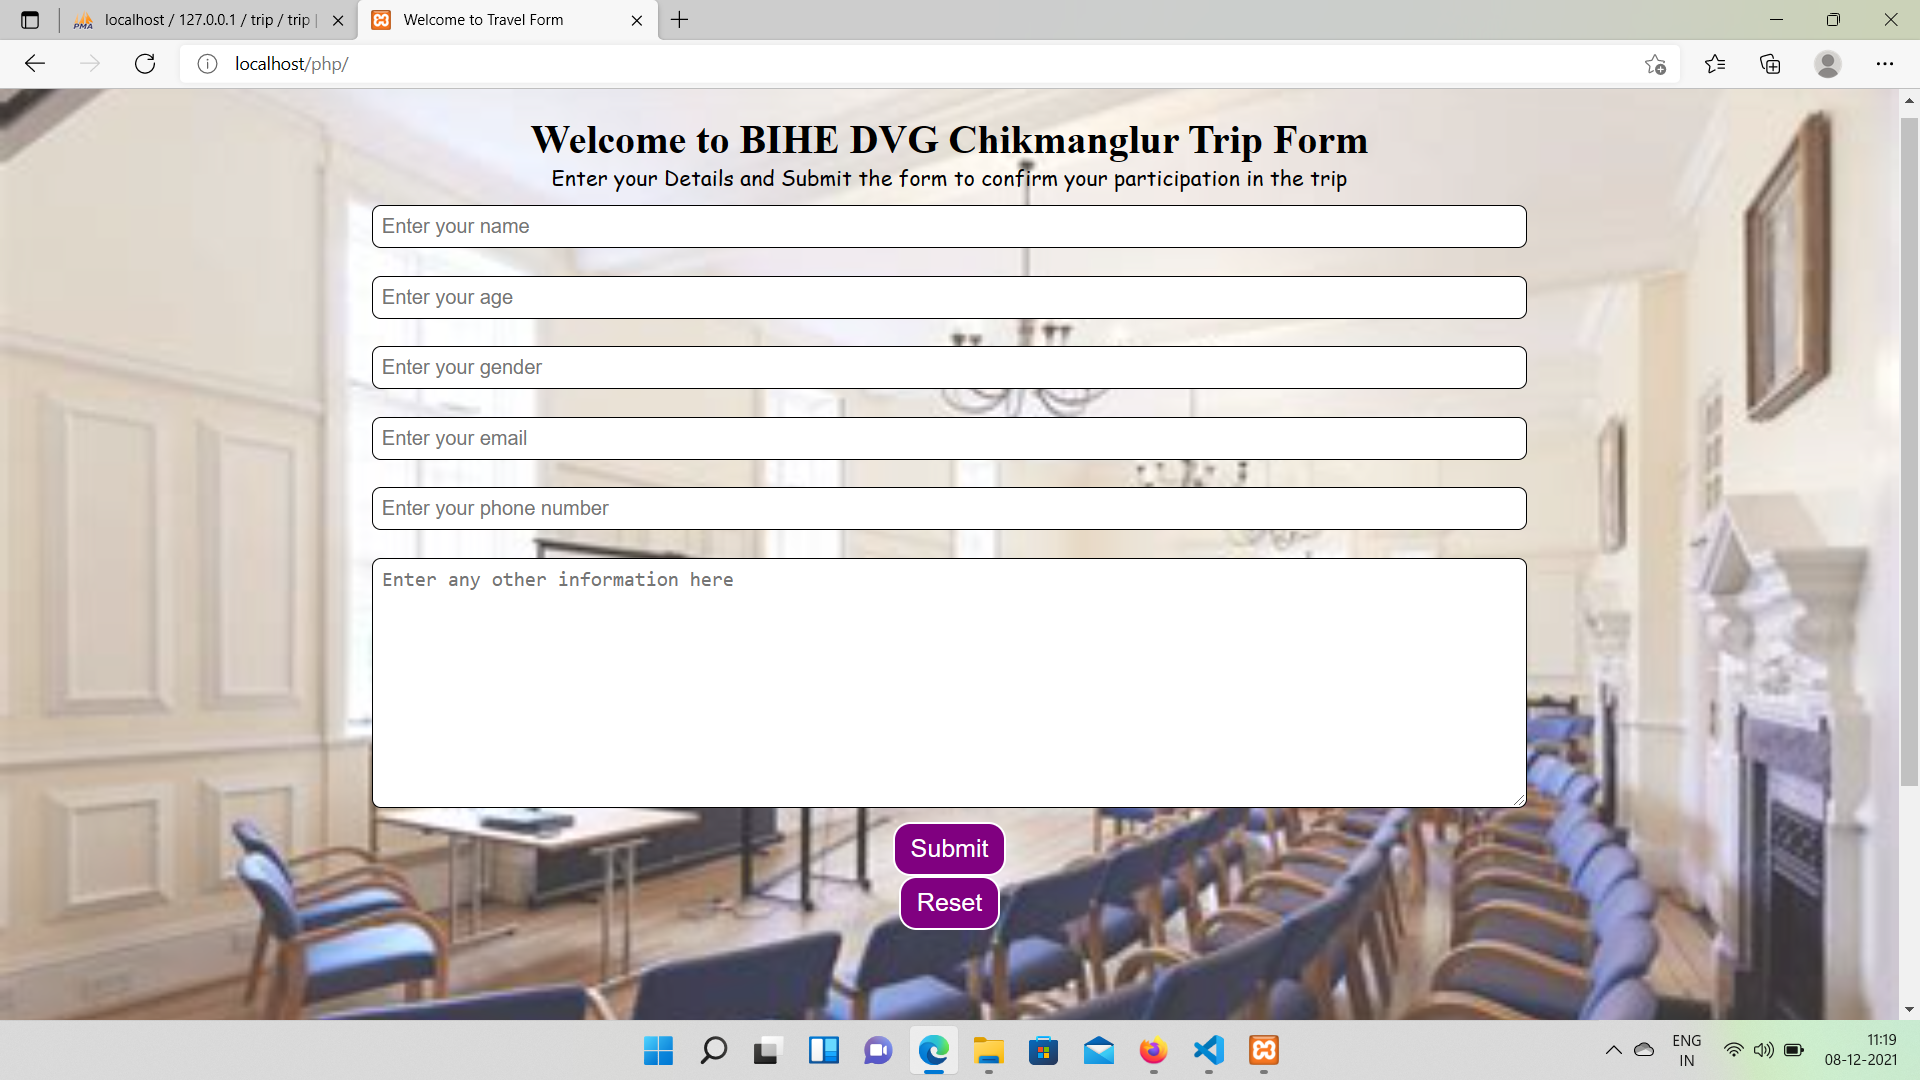 localhost / 127.0.0.1 / trip / trip |
Welcome to Travel Form
localhost/php/
Welcome to BIHE DVG Chikmanglur Trip Form
Enter your Details and Submit the form to confirm your participation in the trip
Enter your name
Enter your age
Enter your gender
Enter your email
Enter your phone number
Enter any other information here
Submit
Reset
ENG
IN
11:19
08-12-2021